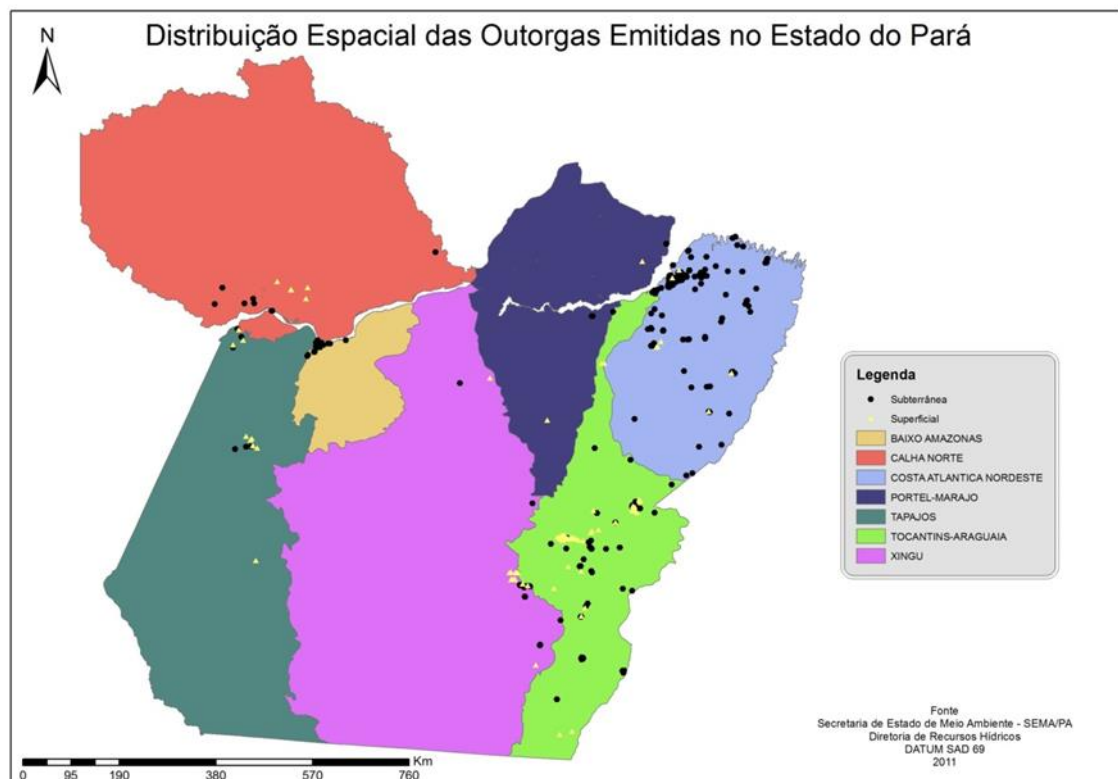 Distribuição Espacial das Outorgas Emitidas no Estado do Pará
N
Legenda
Subterrânea
Superficial
BAIXO AMAZONAS
CALHA NORTE
COSTA ATLANTICA NORDESTE
PORTEL-MARAJO
TAPAJOS
TOCANTINS-ARAGUAIA
XINGU
Fonte
Secretaria de Estado de Meio Ambiente - SEMA/PA
Diretoria de Recursos Hídricos
DATUM SAD 69
2011
Km
0 95 190 380 570 760